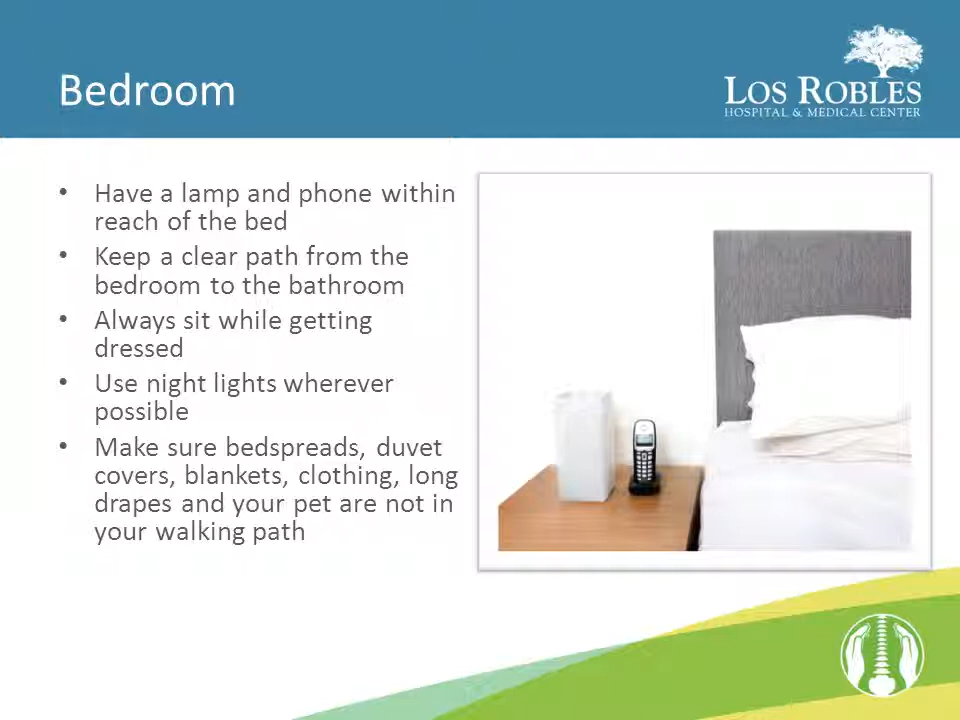 Bedroom
LOS ROBLES
HOSPITAL & MEDICAL CENTER
• Have a lamp and phone within
reach of the bed
• Keep a clear path from the
bedroom to the bathroom
• Always sit while getting
dressed
• Use night lights wherever
possible
• Make sure bedspreads, duvet
covers, blankets, clothing, long
drapes and your pet are not in
your walking path